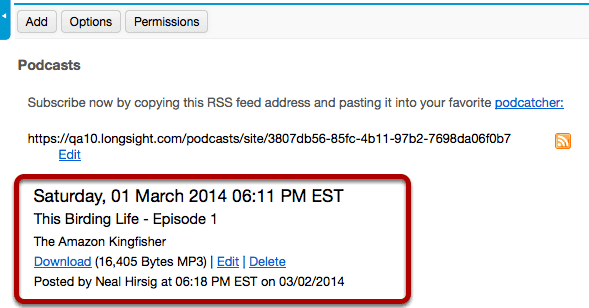 Add Options Permissions
Podcasts
Subscribe now by copying this RSS feed address and pasting it into your favorite podcatcher:
https://qa10.longsight.com/podcasts/site/3807db56-85fc-4b11-97b2-7698da06f0b7
Edit
Saturday, 01 March 2014 06:11 PM EST
This Birding Life - Episode 1
The Amazon Kingfisher
Download (16,405 Bytes MP3) | Edit | Delete
Posted by Neal Hirsig at 06:18 PM EST on 03/02/2014